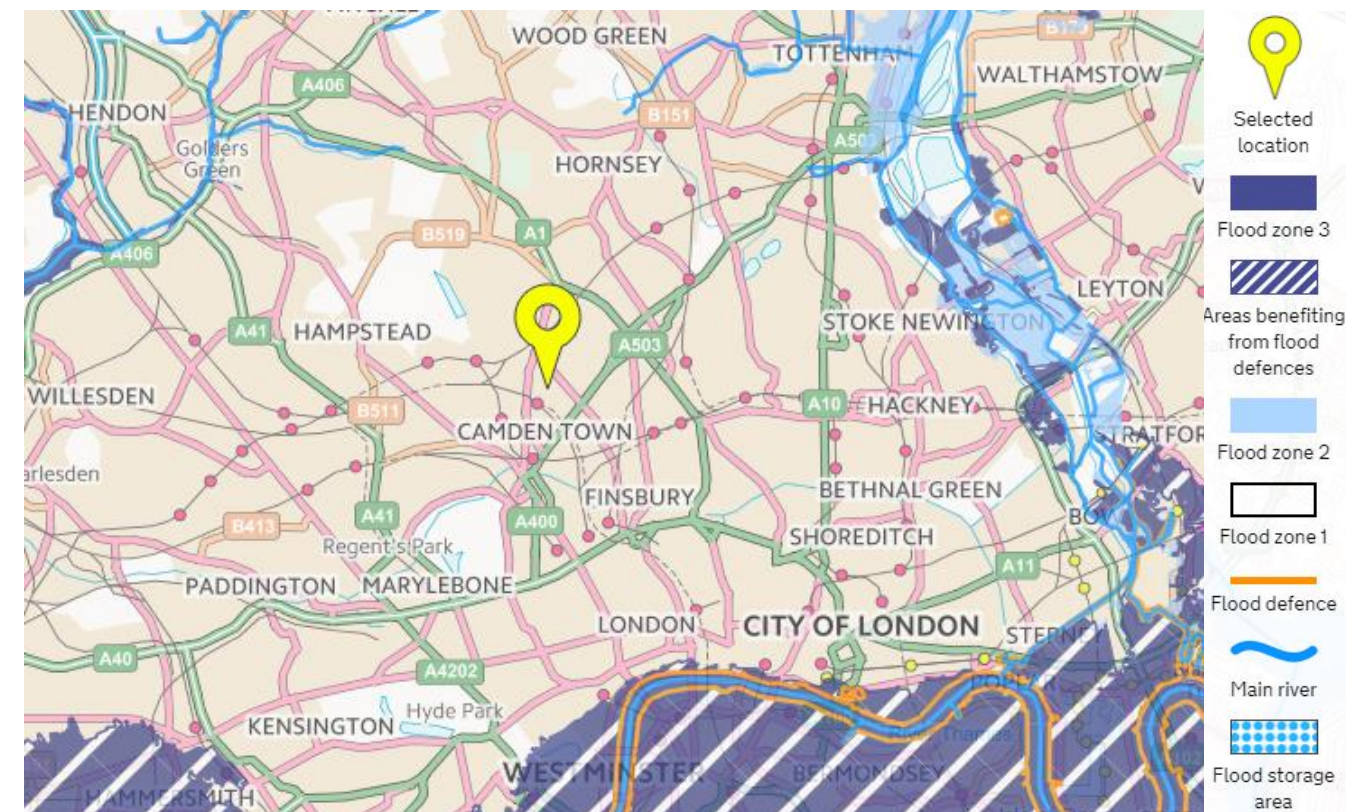 WOOD GREEN
TOTTENHAM
WALTHAMSTOW
A406
HENDON
B151
A503
Golders
Green
HORNSEY
B519
A1
A406
LEYTON
A41
HAMPSTEAD
A503
STOKE NEWINGTON
WILLESDEN
B511
A10
HACKNEY
CAMDEN TOWN
STRATFOR
arlesden
FINSBURY
BETHNAL GREEN
B413
A41
A400
BOW
SHOREDITCH
Regent's Park
A11
PADDINGTON
MARYLEBONE
LONDON
CITY OF LONDON
STEPNEY
A40
A4202
POPLAR
KENSINGTON
Hyde Park
River Thames
WESTMINSTER
BERMONDSEY
HAMMERSMITH
Selected
location
Flood zone 3
Areas benefiting
from flood
defences
Flood zone 2
Flood zone 1
Flood defence
Main river
Flood storage
area